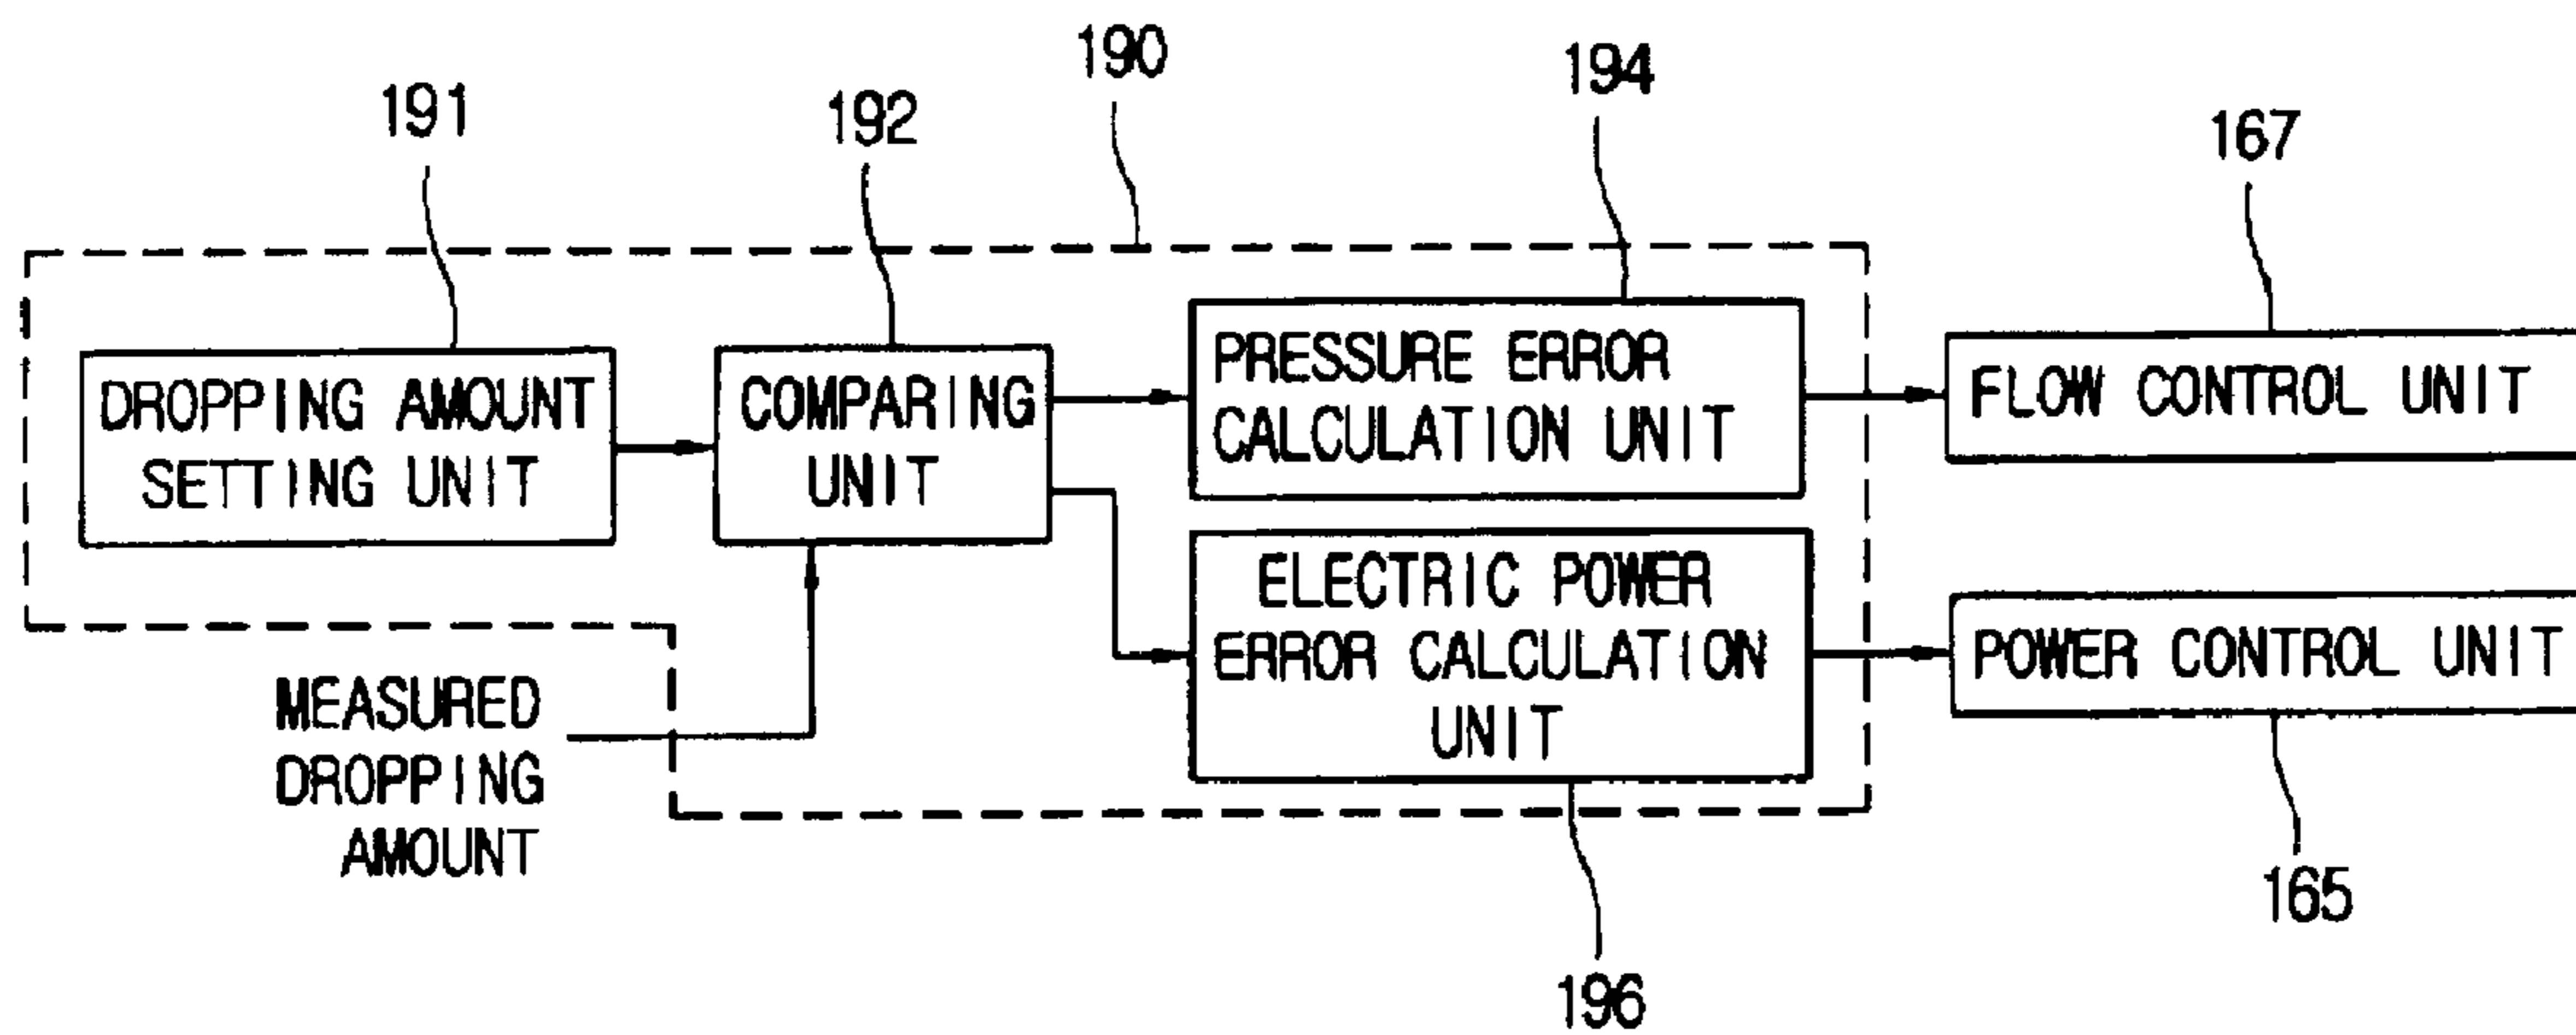 190
194
191
192
167
DROPPING AMOUNT
SETTING UNIT
COMPARING
UNIT
PRESSURE ERROR
CALCULATION UNIT
FLOW CONTROL UNIT
ELECTRIC POWER
ERROR CALCULATION
UNIT
POWER CONTROL UNIT
MEASURED
DROPPING
AMOUNT
165
196